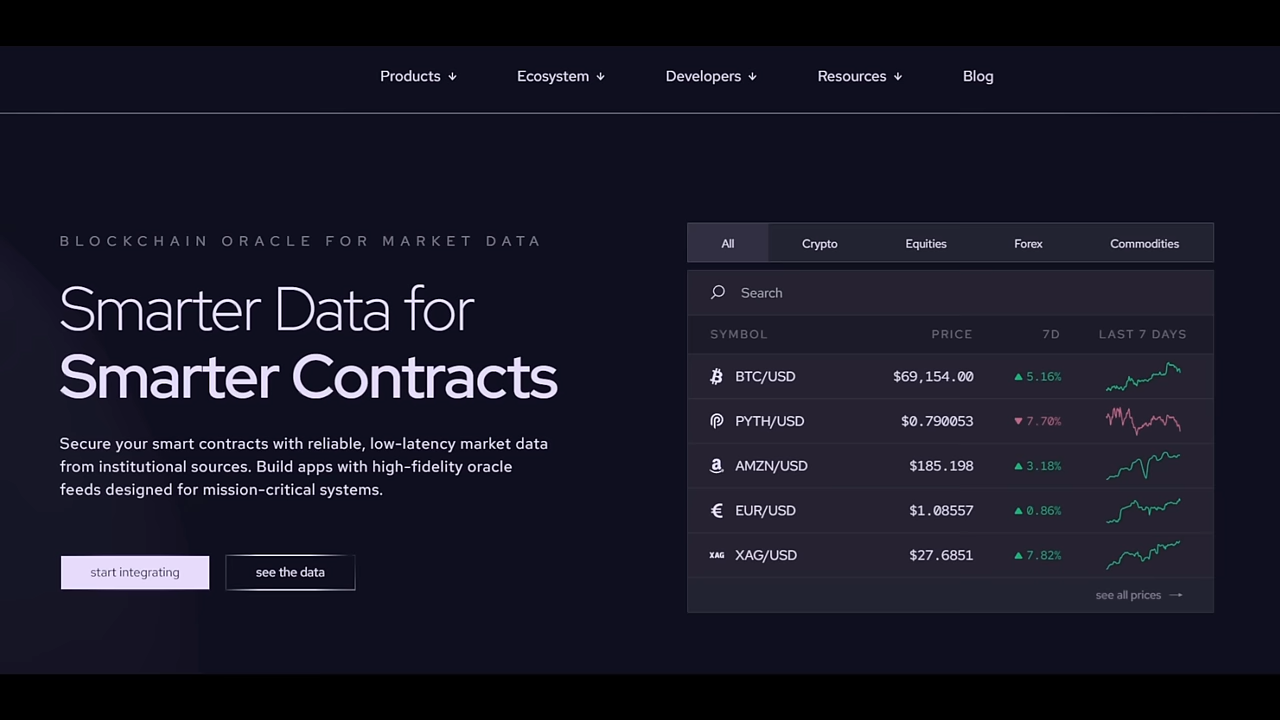 Products ↓ Ecosystem ↓ Developers ↓ Resources ↓ Blog
BLOCKCHAIN ORACLE FOR MARKET DATA
Smarter Data for
Smarter Contracts
Secure your smart contracts with reliable, low-latency market data
from institutional sources. Build apps with high-fidelity oracle
feeds designed for mission-critical systems.
start integrating see the data
All Crypto Equities Forex Commodities
Search
SYMBOL PRICE 7D LAST 7 DAYS
BTC/USD $69,154.00 ▲ 5.16%
PYTH/USD $0.790053 ▼ 7.70%
AMZN/USD $185.198 ▲ 3.18%
€ EUR/USD $1.08557 ▲ 0.86%
XAG XAG/USD $27.6851 ▲ 7.82%
see all prices →